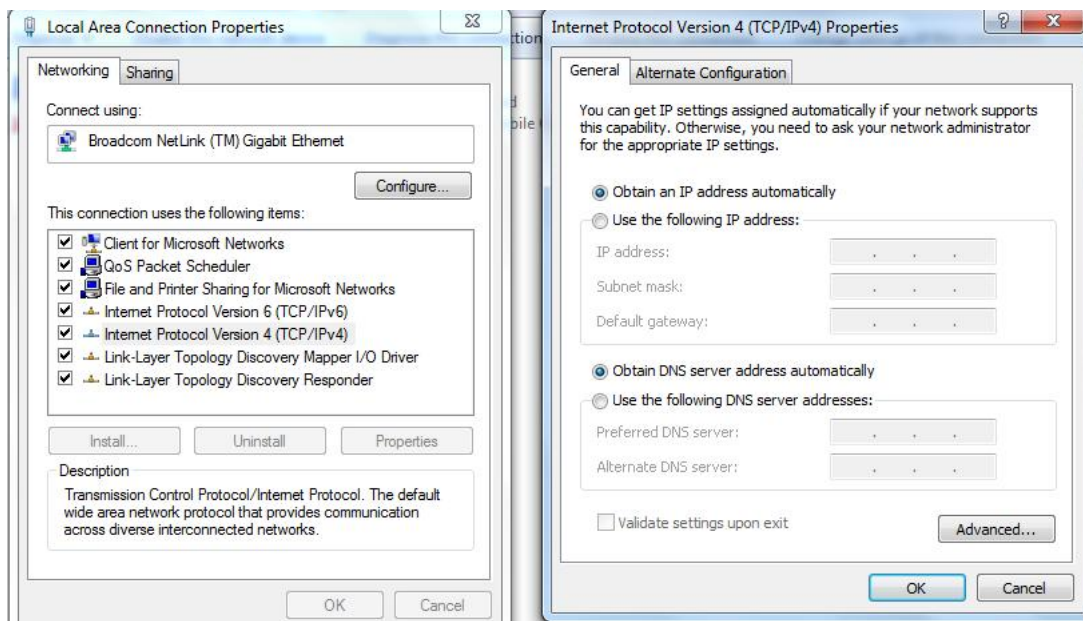 Local Area Connection Properties
Networking
Sharing
Connect using:
Broadcom NetLink (TM) Gigabit Ethernet
Configure...
This connection uses the following items:
Client for Microsoft Networks
QoS Packet Scheduler
File and Printer Sharing for Microsoft Networks
Internet Protocol Version 6 (TCP/IPv6)
Internet Protocol Version 4 (TCP/IPv4)
Link-Layer Topology Discovery Mapper I/O Driver
Link-Layer Topology Discovery Responder
Install...
Uninstall
Properties
Description
Transmission Control Protocol/Internet Protocol. The default
wide area network protocol that provides communication
across diverse interconnected networks.
OK
Cancel
Internet Protocol Version 4 (TCP/IPv4) Properties
General
Alternate Configuration
You can get IP settings assigned automatically if your network supports
this capability. Otherwise, you need to ask your network administrator
for the appropriate IP settings.
Obtain an IP address automatically
Use the following IP address:
IP address:
Subnet mask:
Default gateway:
Obtain DNS server address automatically
Use the following DNS server addresses:
Preferred DNS server:
Alternate DNS server:
Validate settings upon exit
Advanced...
OK
Cancel